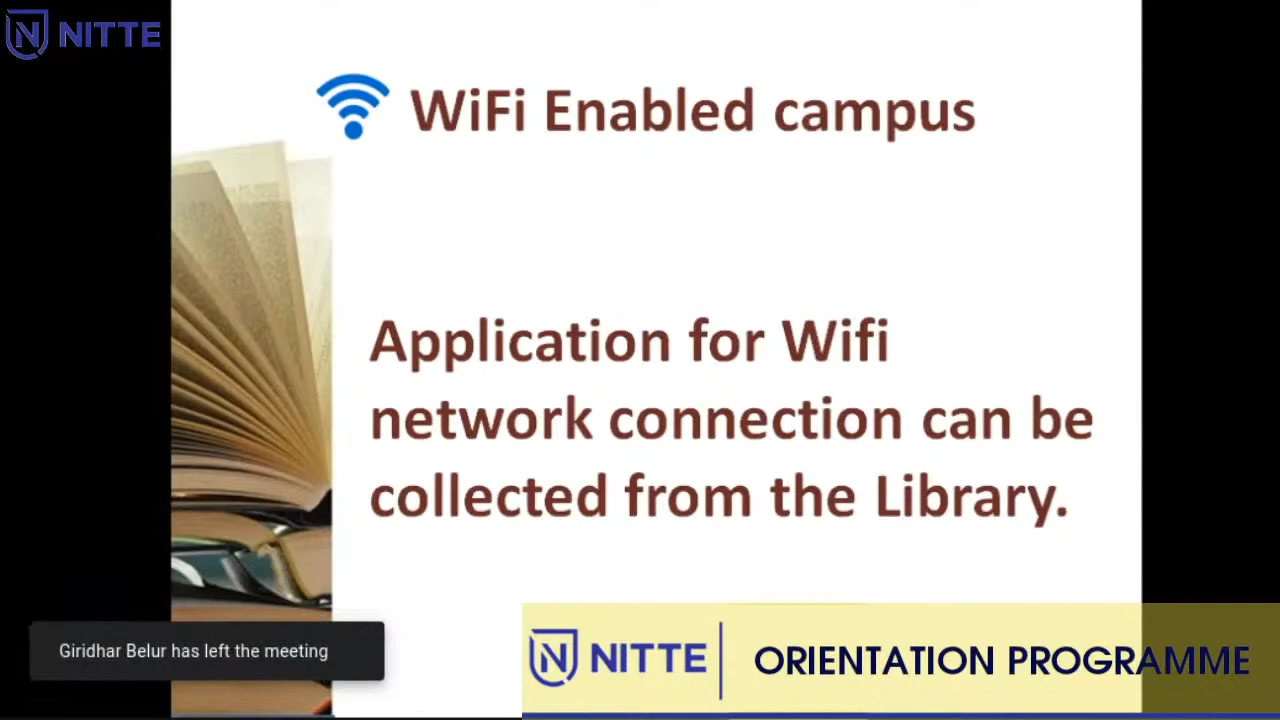 NITTE
WiFi Enabled campus
Application for Wifi
network connection can be
collected from the Library.
Giridhar Belur has left the meeting
NITTE
ORIENTATION PROGRAMME